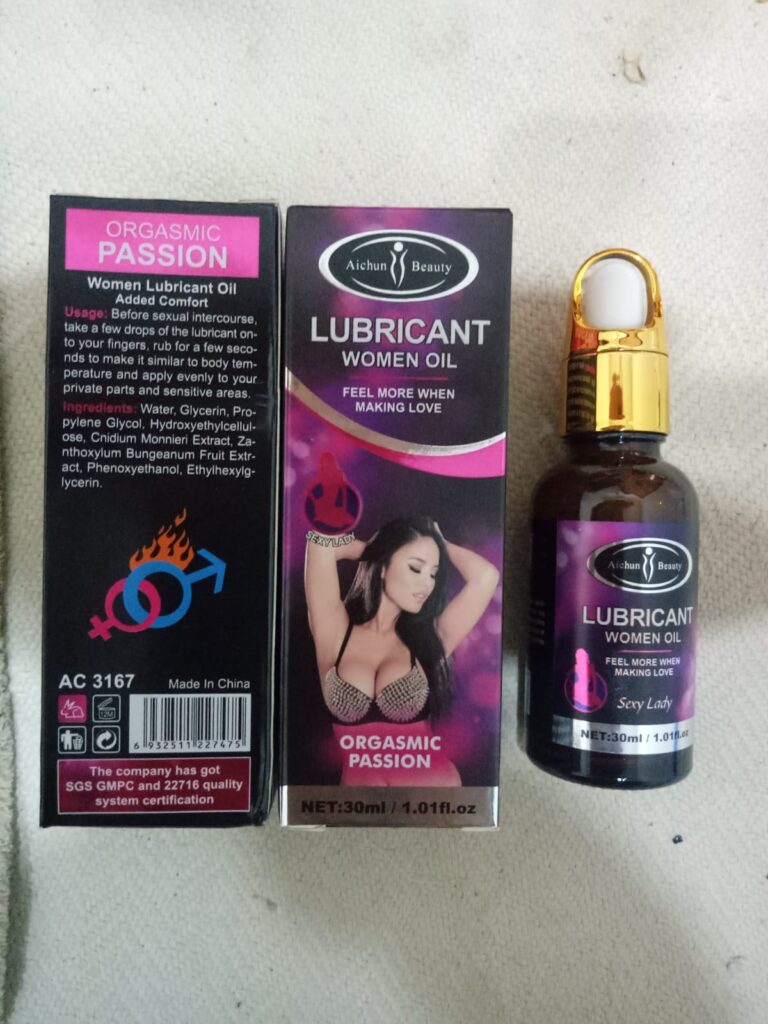 ORGASMIC
PASSION
Women Lubricant Oil
Added Comfort
Usage: Before sexual intercourse,
take a few drops of the lubricant on-
to your fingers, rub for a few seco-
nds to make it similar to body tem-
perature and apply evenly to your
private parts and sensitive areas.
Ingredients: Water, Glycerin, Pro-
pylene Glycol, Hydroxyethylcellul-
ose, Cnidium Monnieri Extract, Za-
nthoxylum Bungeanum Fruit Extr-
act, Phenoxyethanol, Ethylhexylg-
lycerin.
AC 3167
Made In China
12M
6 932511 227475
The company has got
SGS GMPC and 22716 quality
system certification
Aichun Beauty
LUBRICANT
WOMEN OIL
FEEL MORE WHEN
MAKING LOVE
SEXY LADY
ORGASMIC
PASSION
NET:30ml / 1.01fl.oz
Aichun Beauty
LUBRICANT
WOMEN OIL
FEEL MORE WHEN
MAKING LOVE
Sexy Lady
NET:30ml / 1.01fl.oz